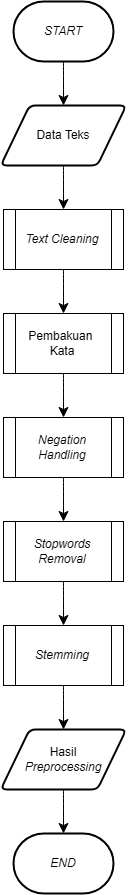 START
Data Teks
Text Cleaning
Pembakuan
Kata
Negation
Handling
Stopwords
Removal
Stemming
Hasil
Preprocessing
END